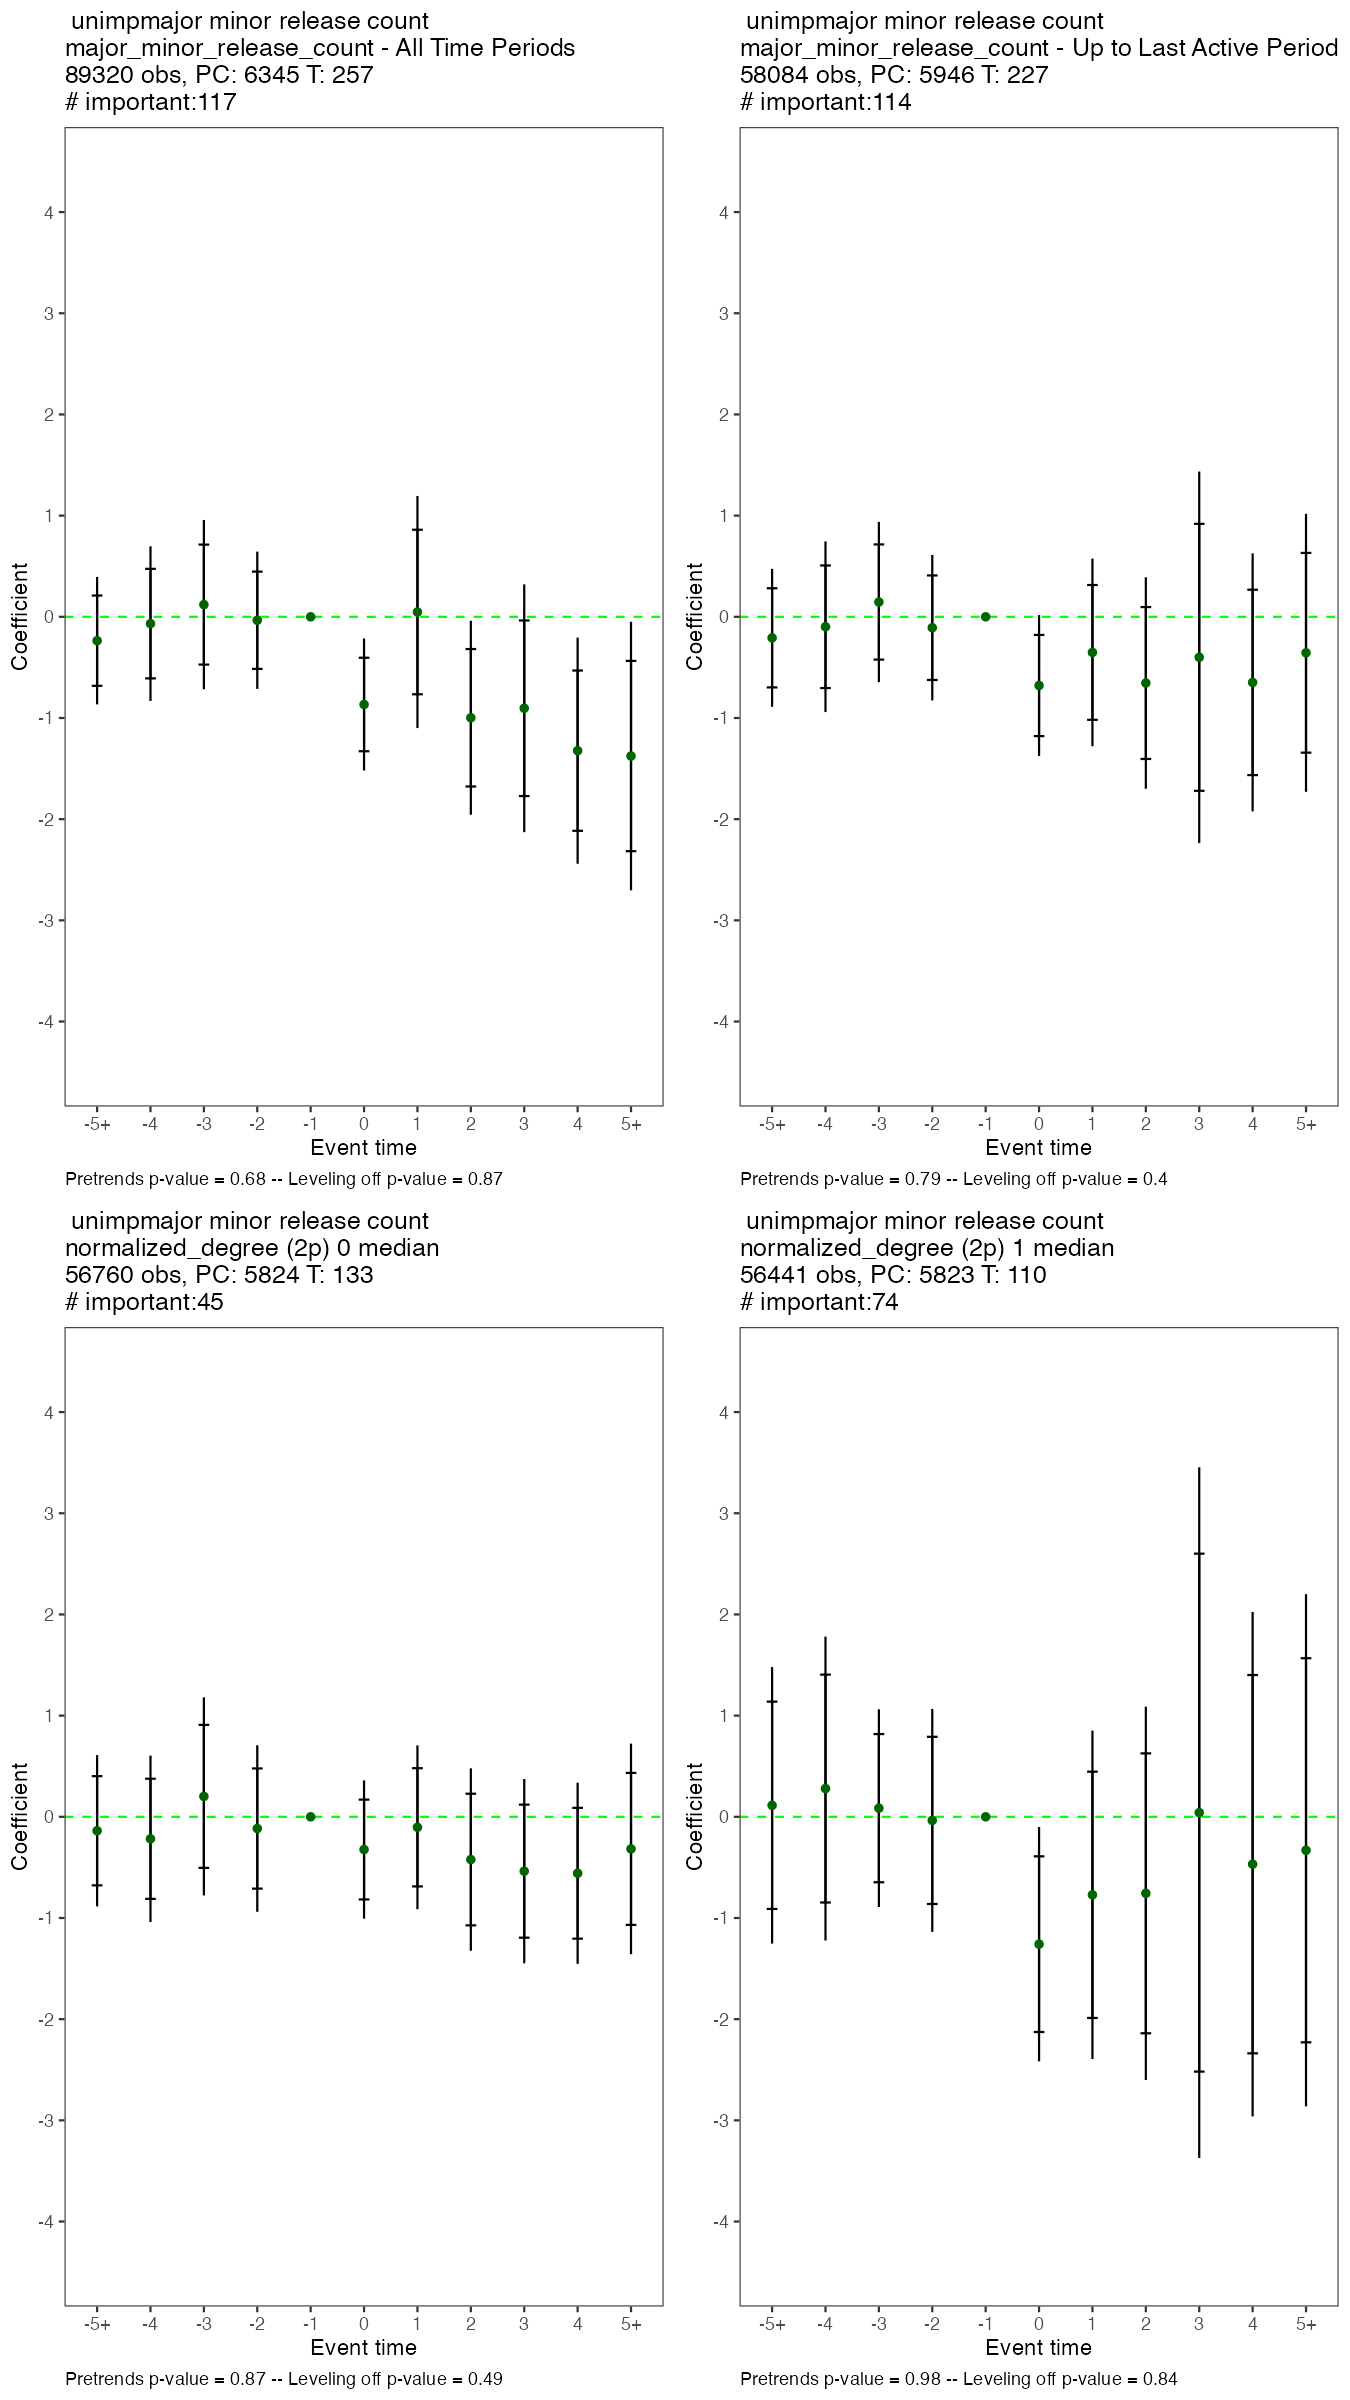 unimpmajor minor release count
major_minor_release_count - All Time Periods
89320 obs, PC: 6345 T: 257
# important:117
4
3
2
1
0
-1
-2
-3
-4
Coefficient
-5+ -4 -3 -2 -1 0 1 2 3 4 5+
Event time
Pretrends p-value = 0.68 -- Leveling off p-value = 0.87
unimpmajor minor release count
major_minor_release_count - Up to Last Active Period
58084 obs, PC: 5946 T: 227
# important:114
4
3
2
1
0
-1
-2
-3
-4
Coefficient
-5+ -4 -3 -2 -1 0 1 2 3 4 5+
Event time
Pretrends p-value = 0.79 -- Leveling off p-value = 0.4
unimpmajor minor release count
normalized_degree (2p) 0 median
56760 obs, PC: 5824 T: 133
# important:45
4
3
2
1
0
-1
-2
-3
-4
Coefficient
-5+ -4 -3 -2 -1 0 1 2 3 4 5+
Event time
Pretrends p-value = 0.87 -- Leveling off p-value = 0.49
unimpmajor minor release count
normalized_degree (2p) 1 median
56441 obs, PC: 5823 T: 110
# important:74
4
3
2
1
0
-1
-2
-3
-4
Coefficient
-5+ -4 -3 -2 -1 0 1 2 3 4 5+
Event time
Pretrends p-value = 0.98 -- Leveling off p-value = 0.84